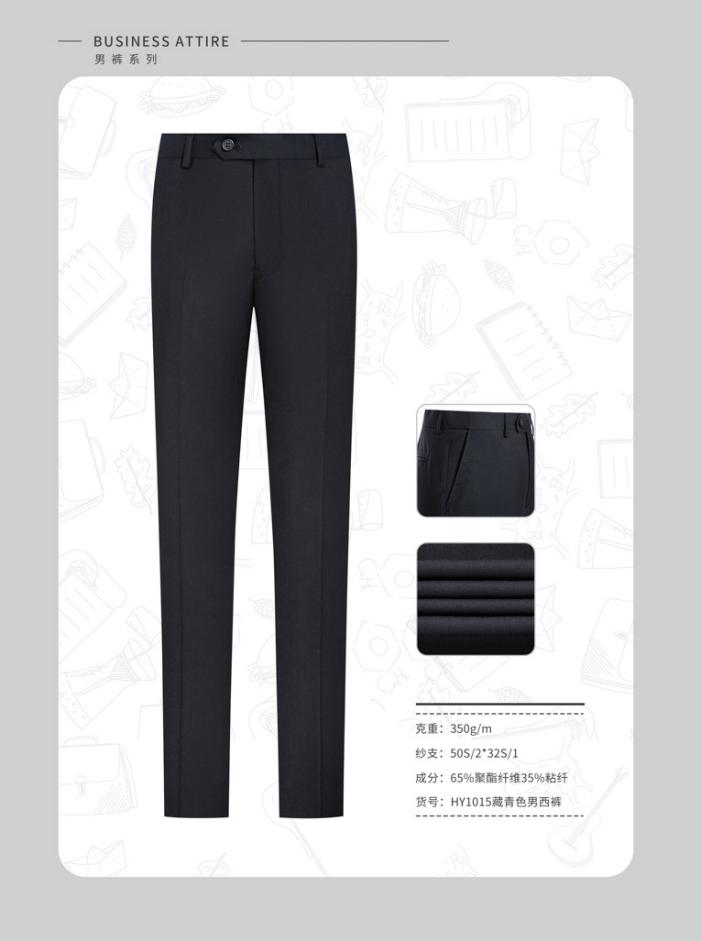 BUSINESS ATTIRE
男裤系列
克重：350g/m
纱支：50S/2*32S/1
成分：65%聚酯纤维35%粘纤
货号：HY1015藏青色男西裤